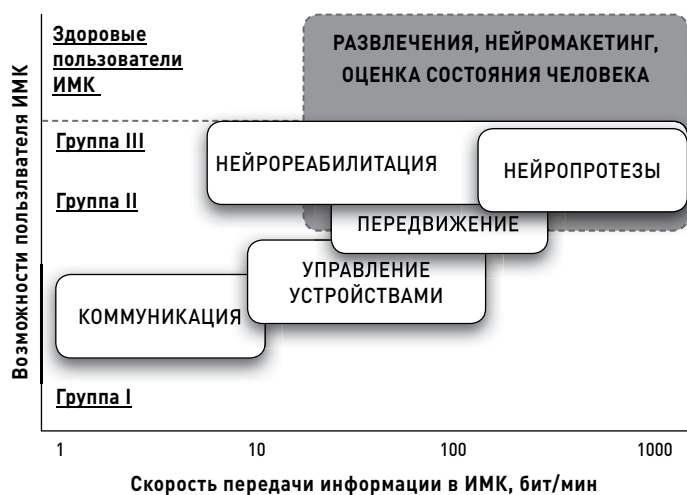 Здоровые
пользователи
ИМК
РАЗВЛЕЧЕНИЯ, НЕЙРОМАКЕТИНГ,
ОЦЕНКА СОСТОЯНИЯ ЧЕЛОВЕКА
Группа III
НЕЙРОРЕАБИЛИТАЦИЯ
НЕЙРОПРОТЕЗЫ
Группа II
ПЕРЕДВИЖЕНИЕ
УПРАВЛЕНИЕ
УСТРОЙСТВАМИ
КОММУНИКАЦИЯ
Группа I
Возможности пользлвателя ИМК
1 10 100 1000
Скорость передачи информации в ИМК, бит/мин